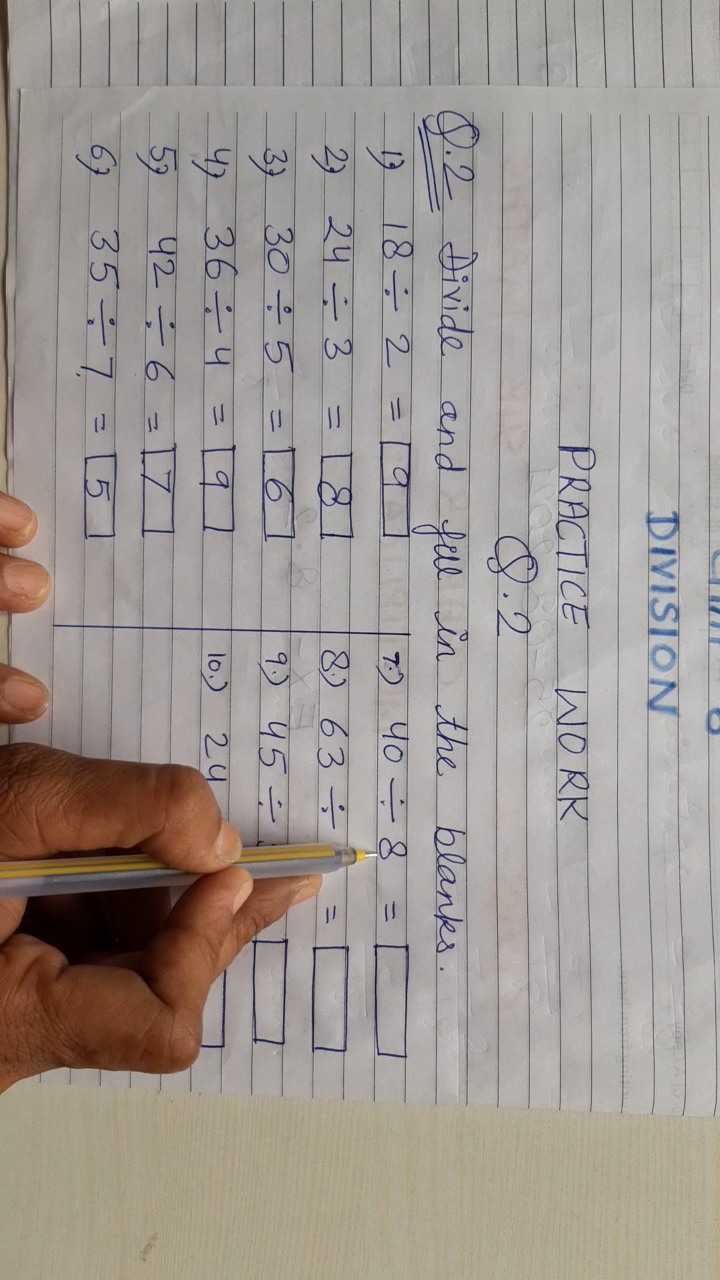 DIVISION
PRACTICE WORK
Q.2
Q.2 Divide and fill in the blanks.
1) 18 ÷ 2 = 9
2) 24 ÷ 3 = 8
3) 30 ÷ 5 = 6
4) 36 ÷ 4 = 9
5) 42 ÷ 6 = 7
6) 35 ÷ 7 = 5
7.) 40 ÷ 8 =
8.) 63 ÷ =
9.) 45 ÷
10.) 24